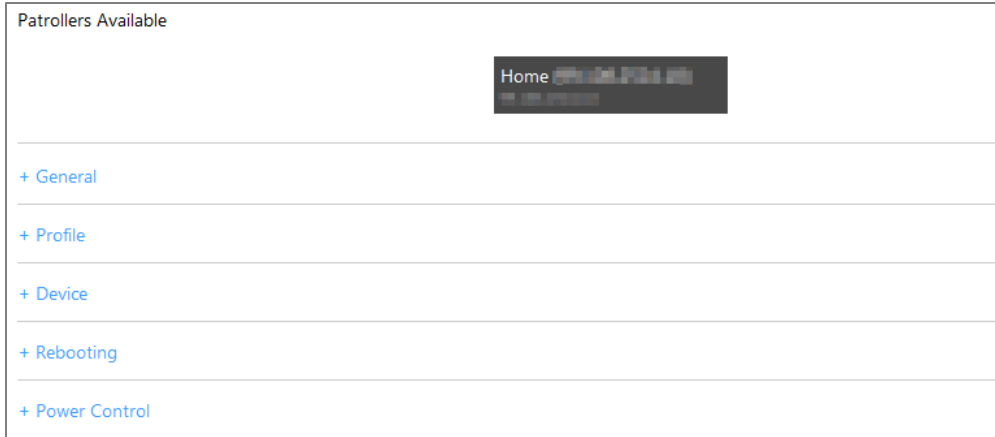 Patrollers Available
Home
+ General
+ Profile
+ Device
+ Rebooting
+ Power Control